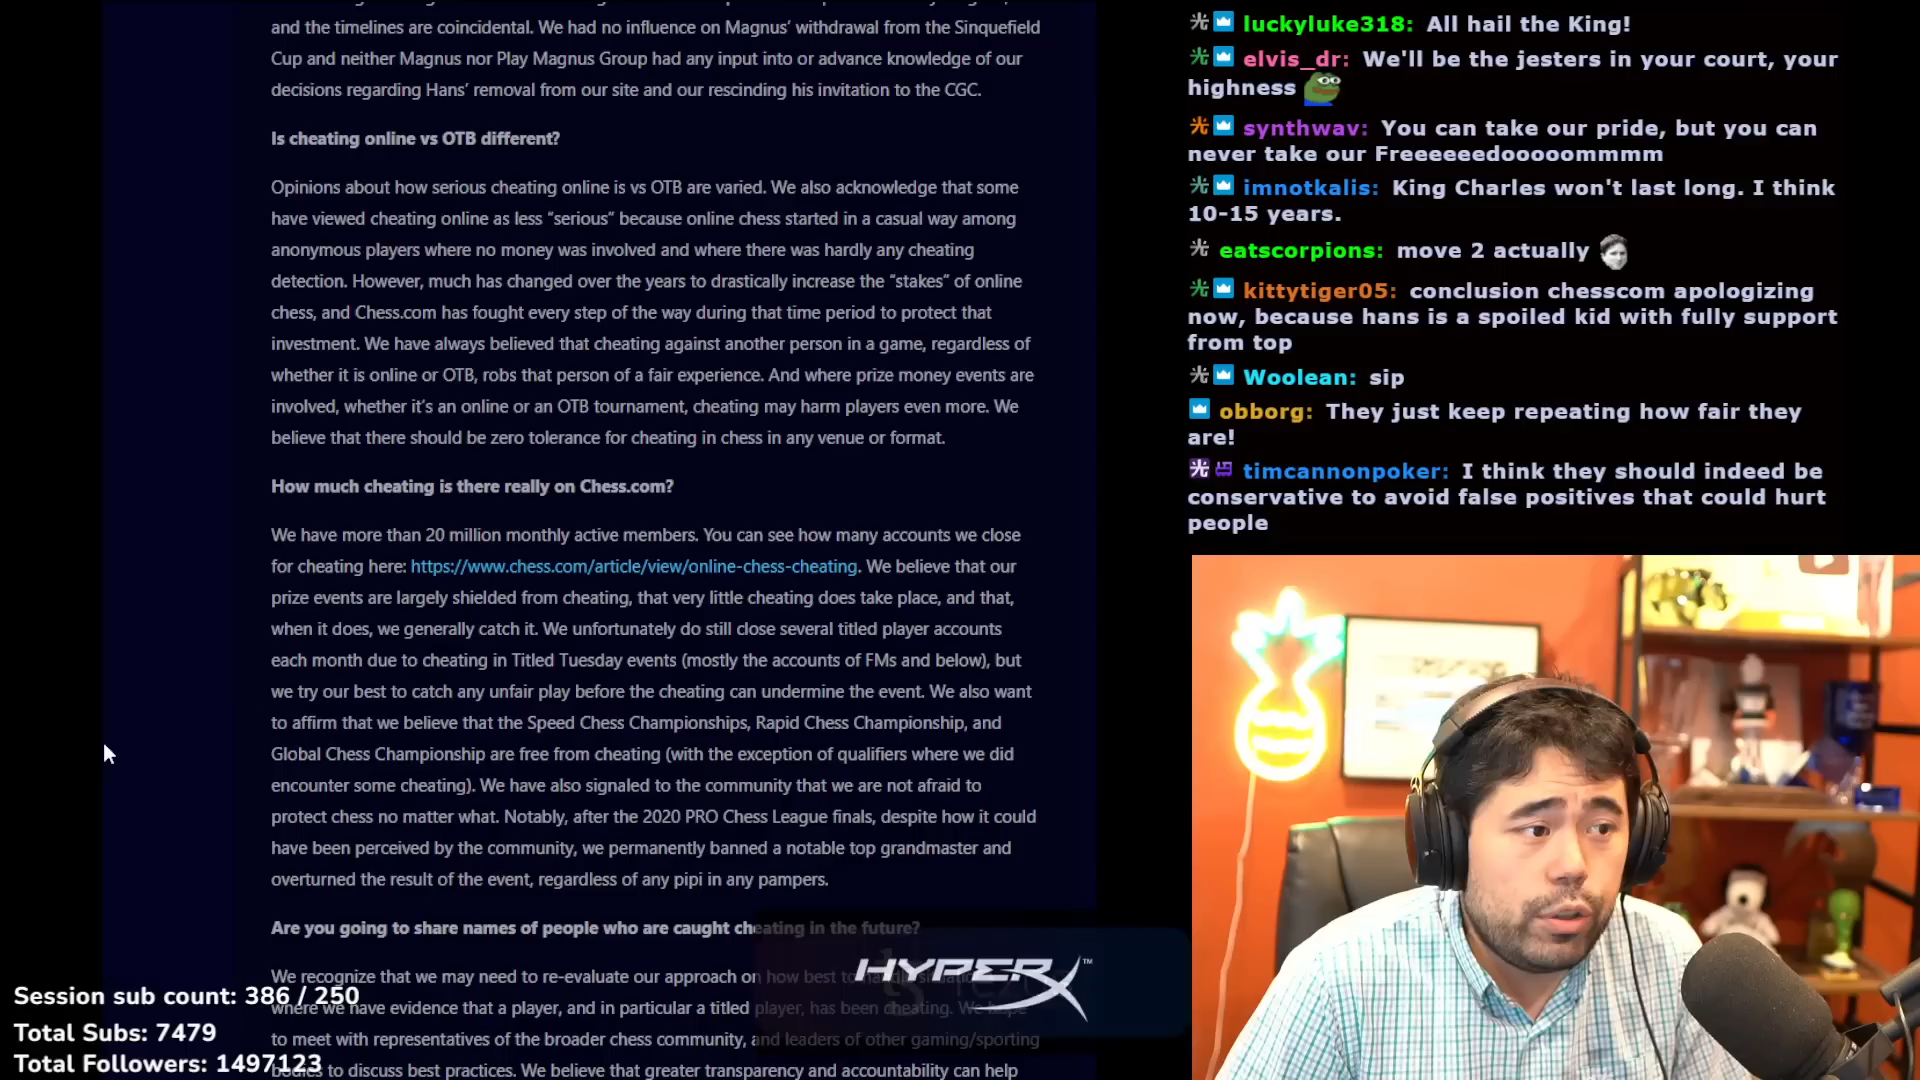 and the timelines are coincidental. We had no influence on Magnus’ withdrawal from the Sinquefield
Cup and neither Magnus nor Play Magnus Group had any input into or advance knowledge of our
decisions regarding Hans’ removal from our site and our rescinding his invitation to the CGC.
Is cheating online vs OTB different?
Opinions about how serious cheating online is vs OTB are varied. We also acknowledge that some
have viewed cheating online as less “serious” because online chess started in a casual way among
anonymous players where no money was involved and where there was hardly any cheating
detection. However, much has changed over the years to drastically increase the “stakes” of online
chess, and Chess.com has fought every step of the way during that time period to protect that
investment. We have always believed that cheating against another person in a game, regardless of
whether it is online or OTB, robs that person of a fair experience. And where prize money events are
involved, whether it’s an online or an OTB tournament, cheating may harm players even more. We
believe that there should be zero tolerance for cheating in chess in any venue or format.
How much cheating is there really on Chess.com?
We have more than 20 million monthly active members. You can see how many accounts we close
for cheating here: https://www.chess.com/article/view/online-chess-cheating. We believe that our
prize events are largely shielded from cheating, that very little cheating does take place, and that,
when it does, we generally catch it. We unfortunately do still close several titled player accounts
each month due to cheating in Titled Tuesday events (mostly the accounts of FMs and below), but
we try our best to catch any unfair play before the cheating can undermine the event. We also want
to affirm that we believe that the Speed Chess Championships, Rapid Chess Championship, and
Global Chess Championship are free from cheating (with the exception of qualifiers where we did
encounter some cheating). We have also signaled to the community that we are not afraid to
protect chess no matter what. Notably, after the 2020 PRO Chess League finals, despite how it could
have been perceived by the community, we permanently banned a notable top grandmaster and
overturned the result of the event, regardless of any pipi in any pampers.
Are you going to share names of people who are caught cheating in the future?
We recognize that we may need to re-evaluate our approach on how best to
where we have evidence that a player, and in particular a titled player, has been cheating. We hope
to meet with representatives of the broader chess community, and leaders of other gaming/sporting
bodies to discuss best practices. We believe that greater transparency and accountability can help
Session sub count: 386 / 250
Total Subs: 7479
Total Followers: 1497123
HYPERX™
luckyluke318: All hail the King!
elvis_dr: We'll be the jesters in your court, your
highness
synthwav: You can take our pride, but you can
never take our Freeeeeedooooommmm
imnotkalis: King Charles won't last long. I think
10-15 years.
eatscorpions: move 2 actually
kittytiger05: conclusion chesscom apologizing
now, because hans is a spoiled kid with fully support
from top
Woolean: sip
obborg: They just keep repeating how fair they
are!
timcannonpoker: I think they should indeed be
conservative to avoid false positives that could hurt
people